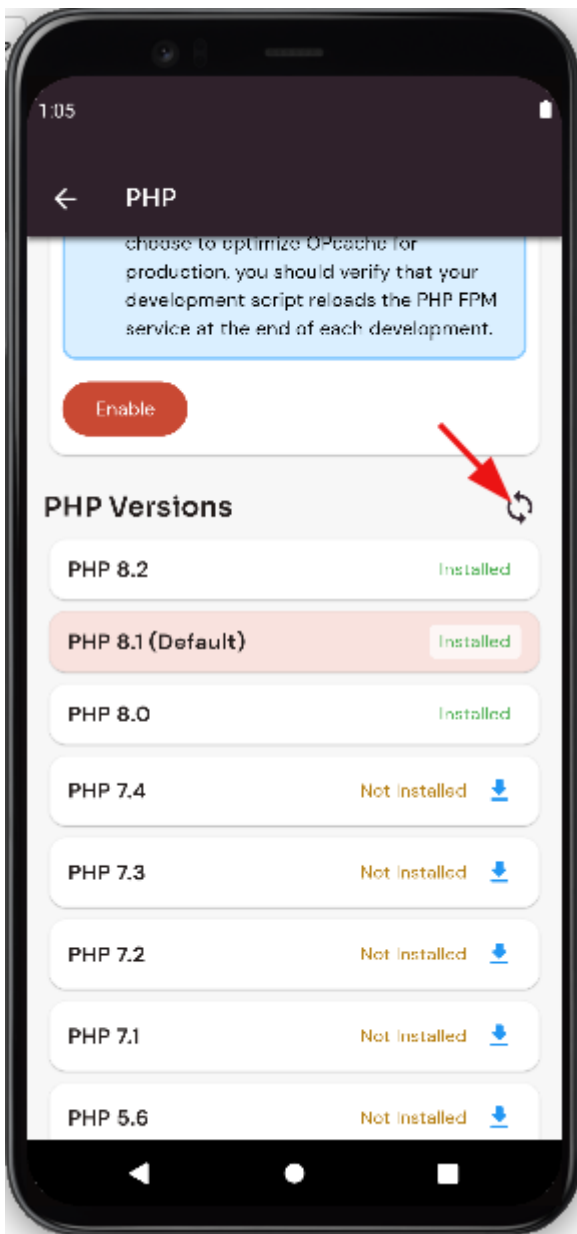 1:05
PHP
choose to optimize OPcache for
production, you should verify that your
development script reloads the PHP FPM
service at the end of each development.
Enable
PHP Versions
PHP 8.2 Installed
PHP 8.1 (Default) Installed
PHP 8.0 Installed
PHP 7.4 Not Installed
PHP 7.3 Not Installed
PHP 7.2 Not Installed
PHP 7.1 Not Installed
PHP 5.6 Not Installed